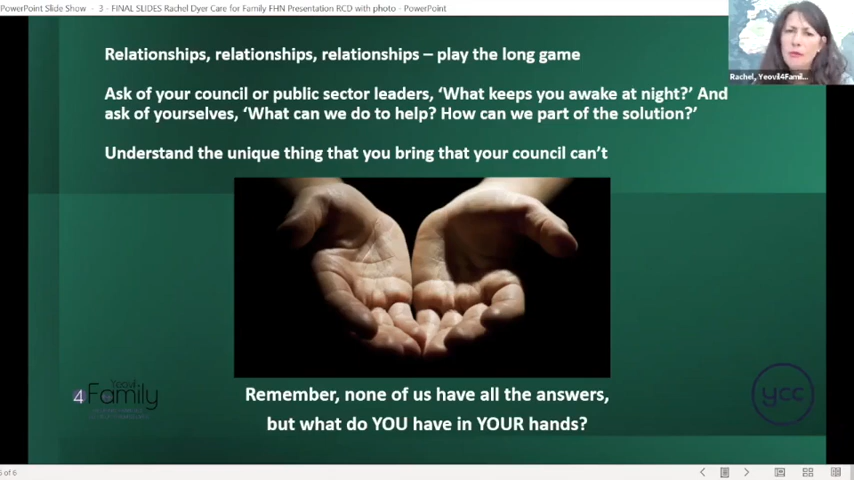 PowerPoint Slide Show - 3 - FINAL SLIDES Rachel Dyer Care for Family FHN Presentation RCD with photo - PowerPoint
Rachel, Yeovil4Famil...
Relationships, relationships, relationships – play the long game
Ask of your council or public sector leaders, ‘What keeps you awake at night?’ And
ask of yourselves, ‘What can we do to help? How can we part of the solution?’
Understand the unique thing that you bring that your council can’t
Yeovil
4Family
ycc
Remember, none of us have all the answers,
but what do YOU have in YOUR hands?
of 6